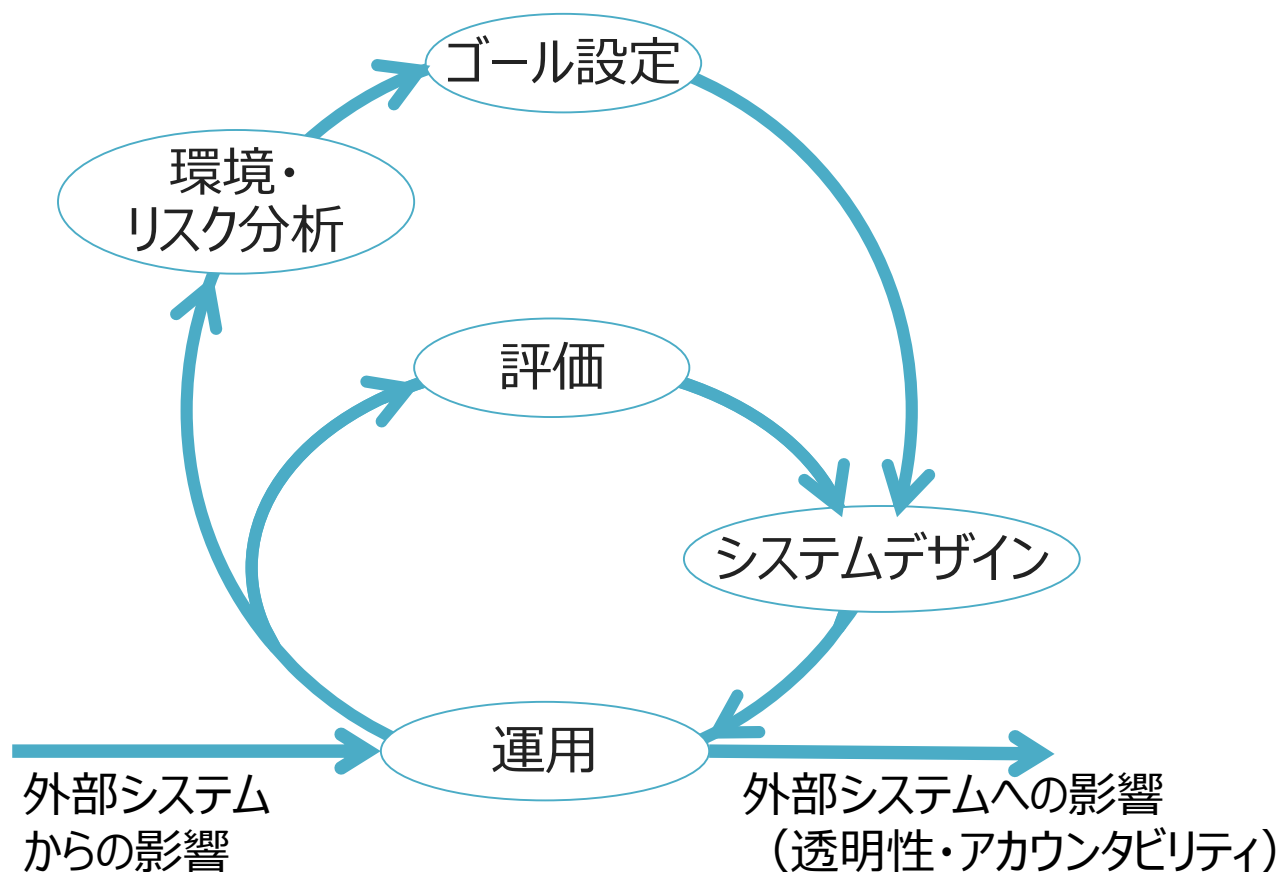 ゴール設定
環境・
リスク分析
評価
システムデザイン
運用
外部システム
からの影響
外部システムへの影響
（透明性・アカウンタビリティ）